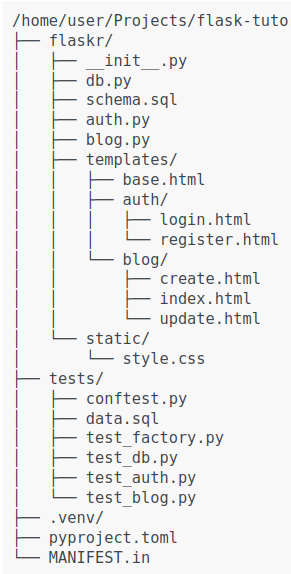 /home/user/Projects/flask-tuto
├── flaskr/
│   ├── __init__.py
│   ├── db.py
│   ├── schema.sql
│   ├── auth.py
│   ├── blog.py
│   ├── templates/
│   │   ├── base.html
│   │   ├── auth/
│   │   │   ├── login.html
│   │   │   └── register.html
│   │   └── blog/
│   │       ├── create.html
│   │       ├── index.html
│   │       └── update.html
│   └── static/
│       └── style.css
├── tests/
│   ├── conftest.py
│   ├── data.sql
│   ├── test_factory.py
│   ├── test_db.py
│   ├── test_auth.py
│   └── test_blog.py
├── .venv/
├── pyproject.toml
└── MANIFEST.in